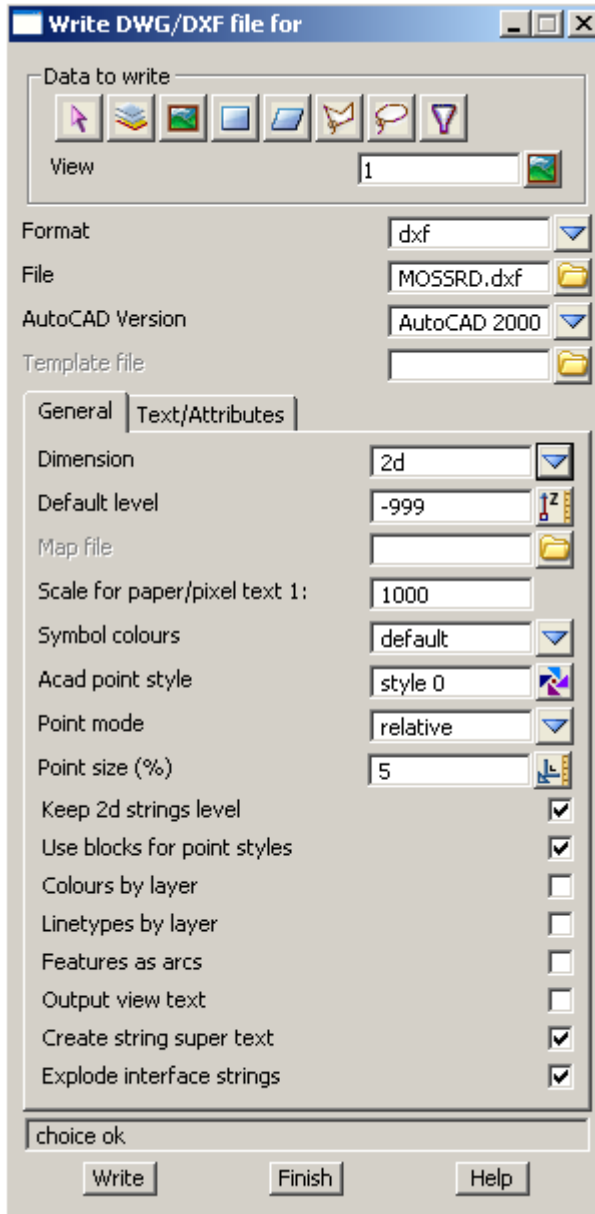 Write DWG/DXF file for
Data to write
View 1
Format dxf
File MOSSRD.dxf
AutoCAD Version AutoCAD 2000
Template file
General Text/Attributes
Dimension 2d
Default level -999
Map file
Scale for paper/pixel text 1: 1000
Symbol colours default
Acad point style style 0
Point mode relative
Point size (%) 5
Keep 2d strings level
Use blocks for point styles
Colours by layer
Linetypes by layer
Features as arcs
Output view text
Create string super text
Explode interface strings
choice ok
Write Finish Help